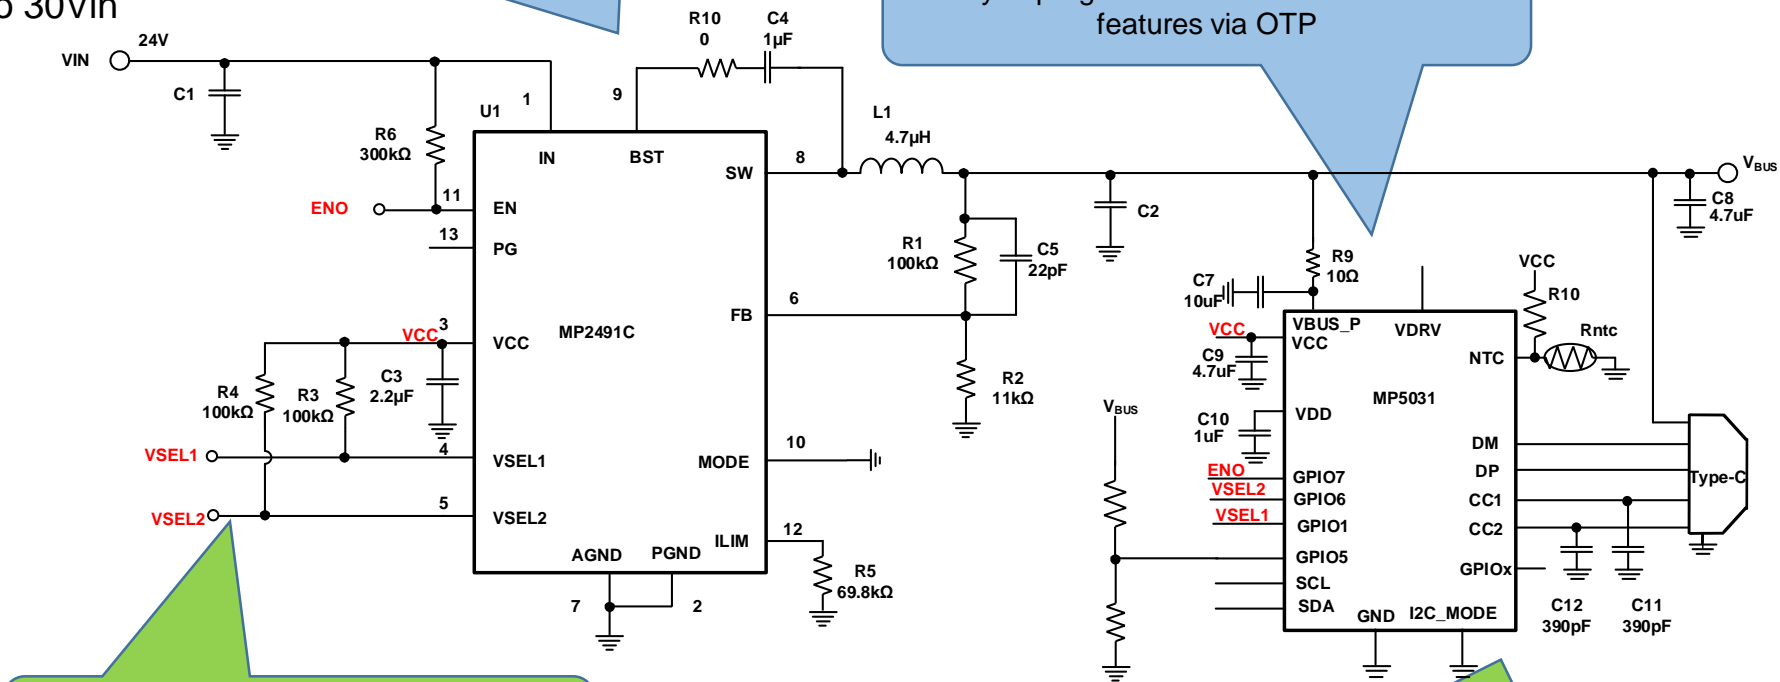 o 30Vin
features via OTP
VIN
24V
C1
R6
300kΩ
ENO
11
13
1
9
U1
R10
0
C4
1µF
IN
BST
SW
8
L1
4.7µH
EN
PG
MP2491C
FB
6
R1
100kΩ
C5
22pF
C2
R2
11kΩ
VCC
3
VCC
C3
2.2µF
R4
100kΩ
R3
100kΩ
VSEL1
4
VSEL1
VSEL2
5
VSEL2
MODE
10
ILIM
12
R5
69.8kΩ
AGND
PGND
7
2
VBUS
C8
4.7uF
R9
10Ω
C7
10uF
VBUS_P
VDRV
VCC
VCC
C9
4.7uF
VCC
R10
Rntc
NTC
MP5031
C10
1uF
VDD
VBUS
DM
DP
CC1
CC2
Type-C
ENO
GPIO7
VSEL2
GPIO6
VSEL1
GPIO1
GPIO5
SCL
SDA
GPIOx
GND
I2C_MODE
C12
390pF
C11
390pF